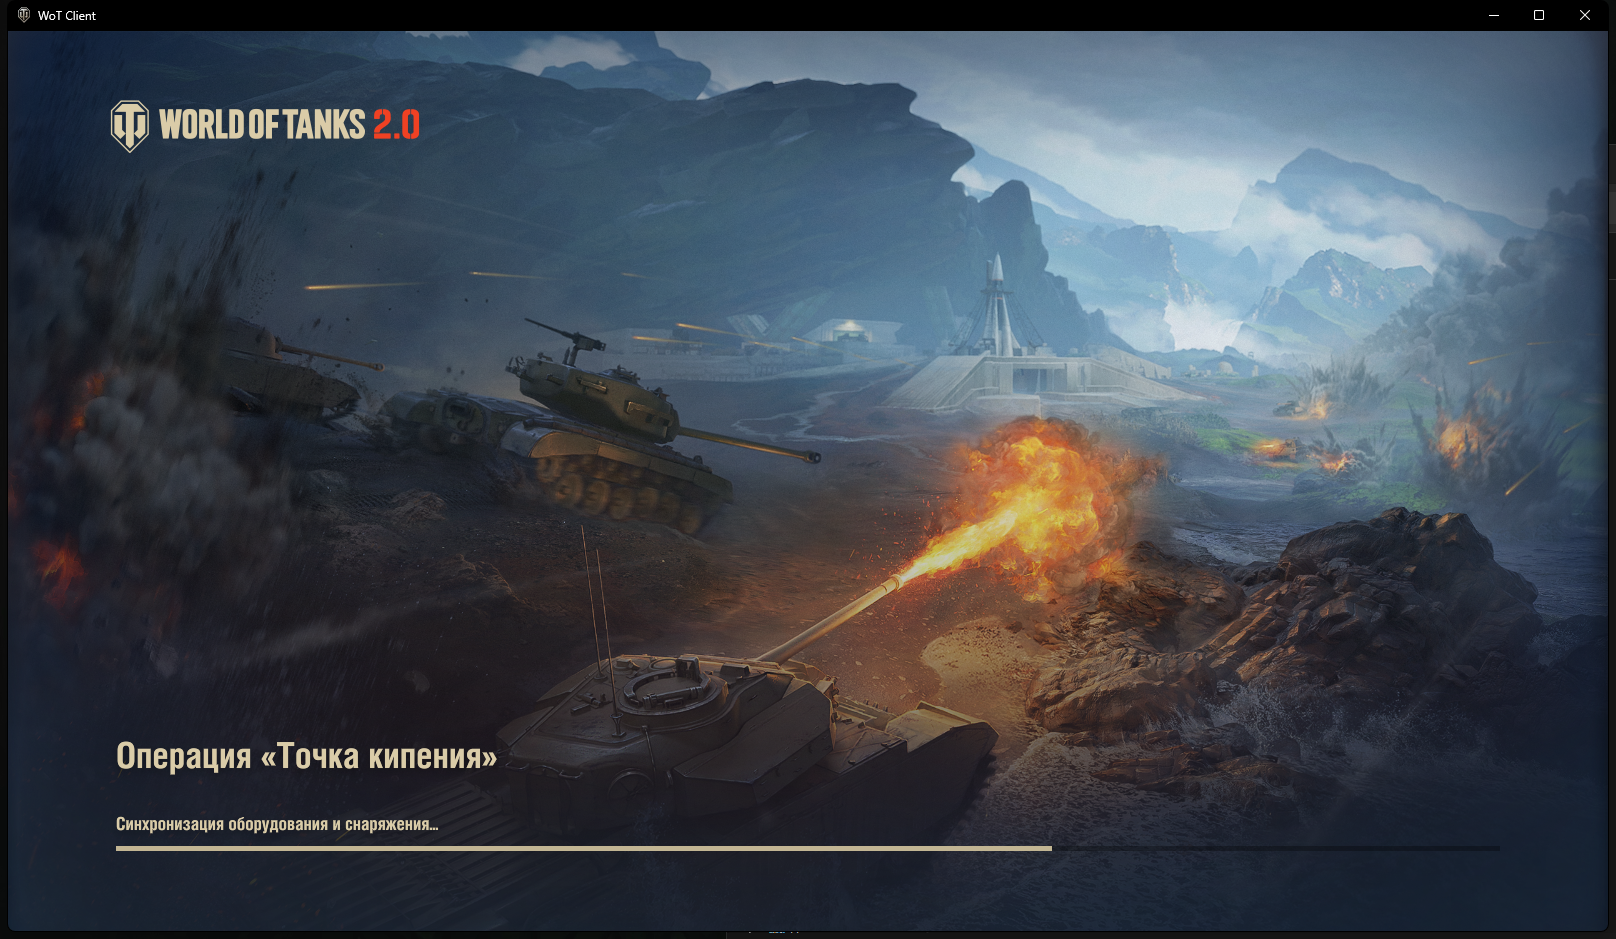 WoT Client
WORLD OF TANKS 2.0
Операция «Точка кипения»
Синхронизация оборудования и снаряжения...